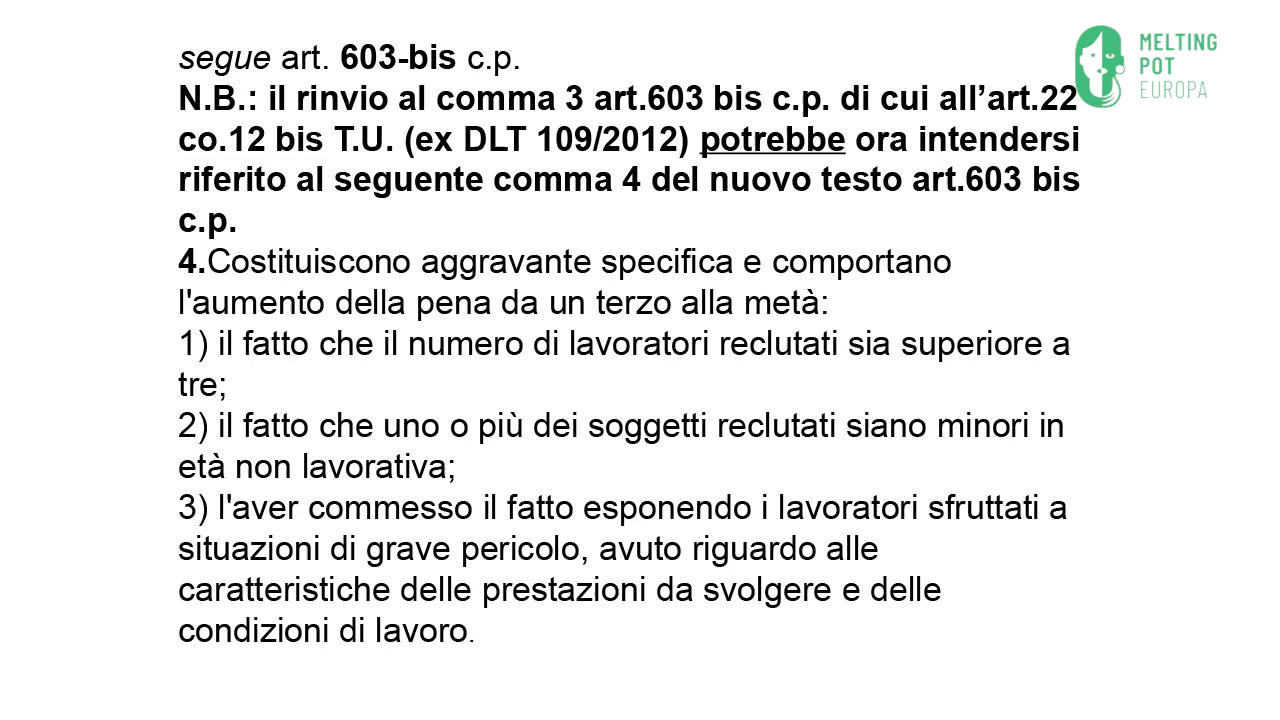 segue art. 603-bis c.p.
N.B.: il rinvio al comma 3 art.603 bis c.p. di cui all’art.22
co.12 bis T.U. (ex DLT 109/2012) potrebbe ora intendersi
riferito al seguente comma 4 del nuovo testo art.603 bis
c.p.
4.Costituiscono aggravante specifica e comportano
l'aumento della pena da un terzo alla metà:
1) il fatto che il numero di lavoratori reclutati sia superiore a
tre;
2) il fatto che uno o più dei soggetti reclutati siano minori in
età non lavorativa;
3) l'aver commesso il fatto esponendo i lavoratori sfruttati a
situazioni di grave pericolo, avuto riguardo alle
caratteristiche delle prestazioni da svolgere e delle
condizioni di lavoro.
MELTING
POT
EUROPA